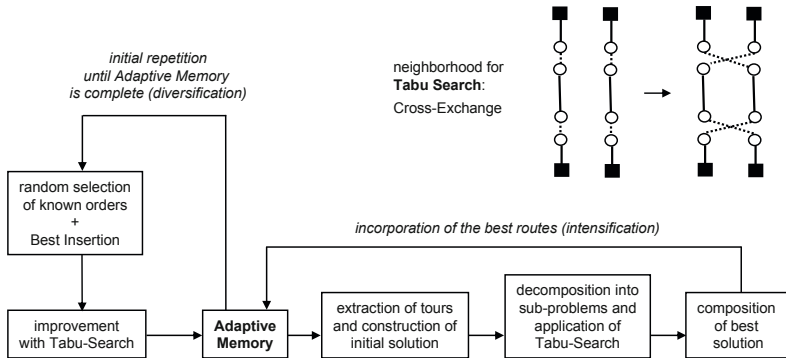 initial repetition
until Adaptive Memory
is complete (diversification)
neighborhood for
Tabu Search:
Cross-Exchange
random selection
of known orders
+
Best Insertion
incorporation of the best routes (intensification)
improvement
with Tabu-Search
Adaptive
Memory
extraction of tours
and construction of
initial solution
decomposition into
sub-problems and
application of
Tabu-Search
composition
of best
solution